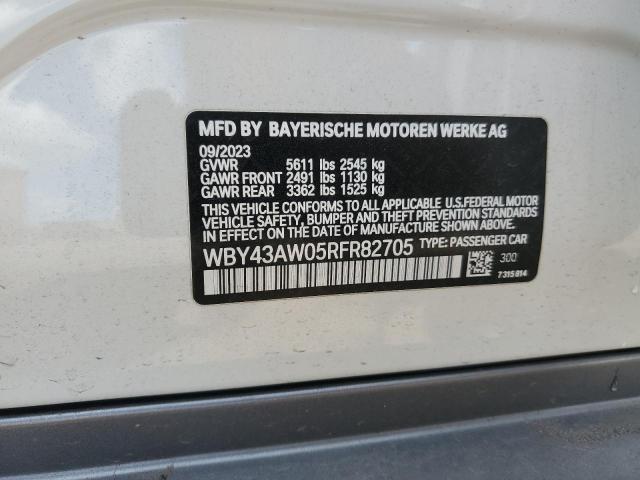 MFD BY BAYERISCHE MOTOREN WERKE AG
09/2023
GVWR 5611 lbs 2545 kg
GAWR FRONT 2491 lbs 1130 kg
GAWR REAR 3362 lbs 1525 kg
THIS VEHICLE CONFORMS TO ALL APPLICABLE U.S.FEDERAL MOTOR
VEHICLE SAFETY, BUMPER AND THEFT PREVENTION STANDARDS
IN EFFECT ON THE DATE OF MANUFACTURE SHOWN ABOVE.
WBY43AW05RFR82705 TYPE: PASSENGER CAR
300
7315814